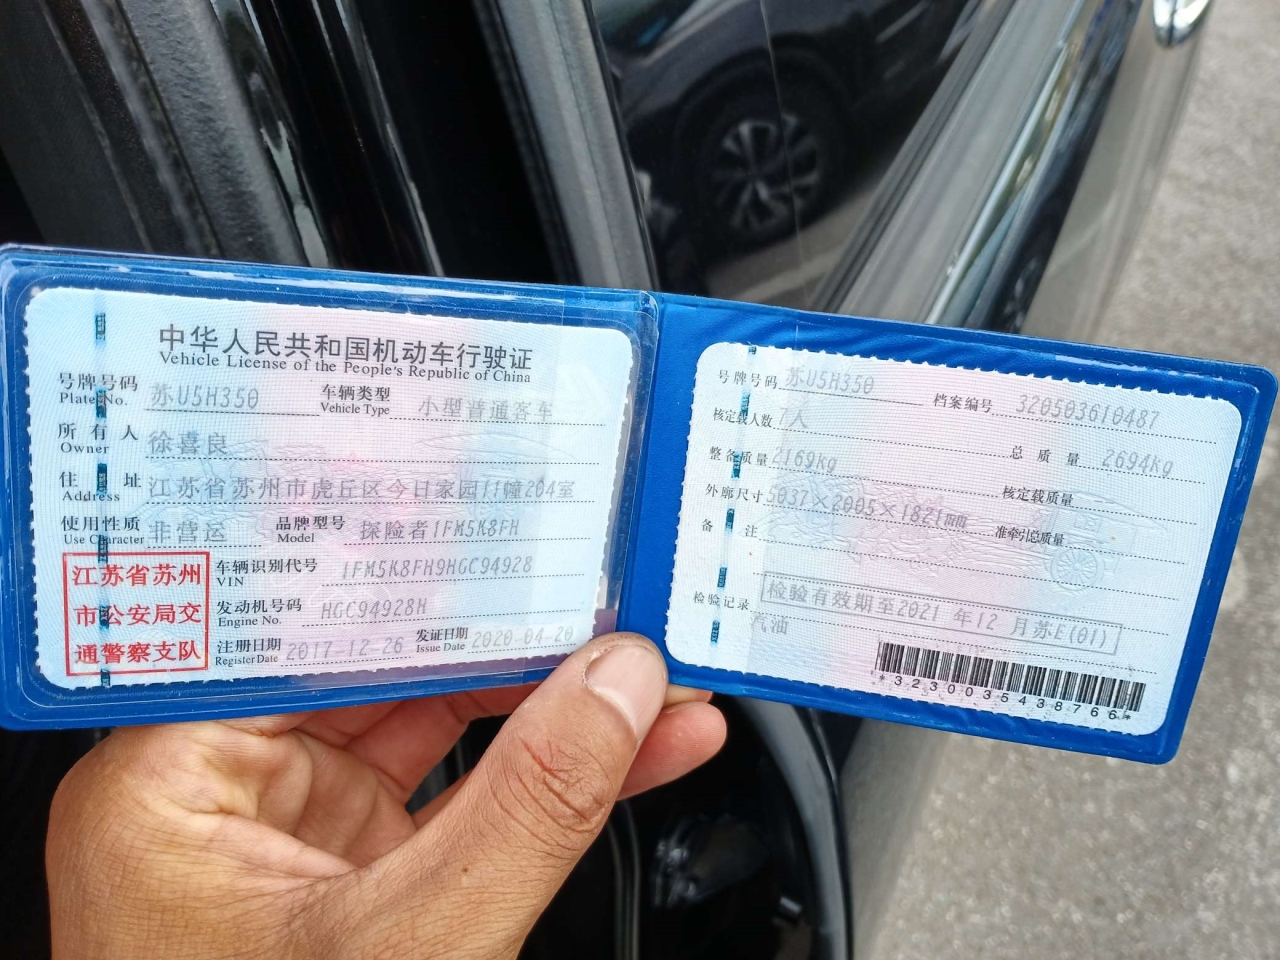 中华人民共和国机动车行驶证
Vehicle License of the People's Republic of China
号牌号码 苏U5H350 车辆类型 小型普通客车
Plate No. Vehicle Type
所有人 徐喜良
Owner
住址 江苏省苏州市虎丘区今日家园11幢204室
Address
使用性质 非营运 品牌型号 探险者1FM5K8FH
Use Character Model
江苏省苏州
市公安局交
通警察支队
车辆识别代号 1FM5K8FH9HGC94928
VIN
发动机号码 HGC94928H
Engine No.
注册日期 2017-12-26 发证日期 2020-04-20
Register Date Issue Date
号牌号码 苏U5H350 档案编号 320503610487
核定载人数 7人 总质量 2694kg
整备质量 2169kg 核定载质量
外廓尺寸 5037×2005×1821mm 准牵引总质量
备注
检验有效期至2021年12月苏E(01)
检验记录
汽油
*3230035438766*